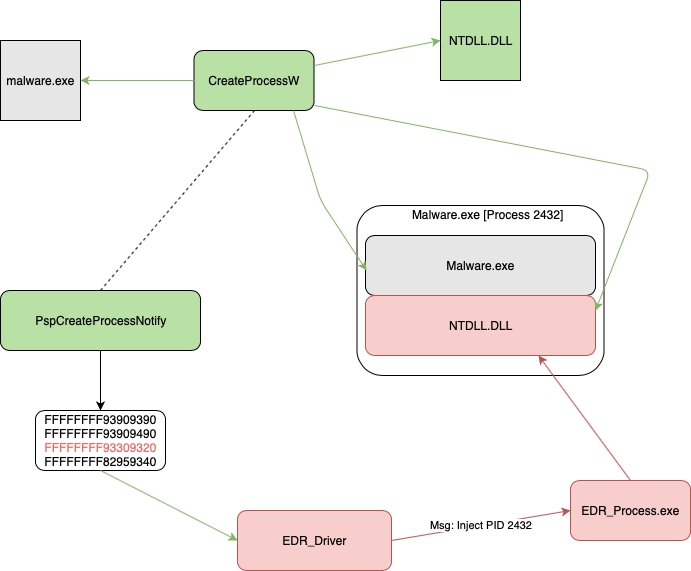 NTDLL.DLL
malware.exe
CreateProcessW
Malware.exe [Process 2432]
Malware.exe
NTDLL.DLL
PspCreateProcessNotify
FFFFFFFF93909390
FFFFFFFF93909490
FFFFFFFF93309320
FFFFFFFF82959340
EDR_Process.exe
Msg: Inject PID 2432
EDR_Driver